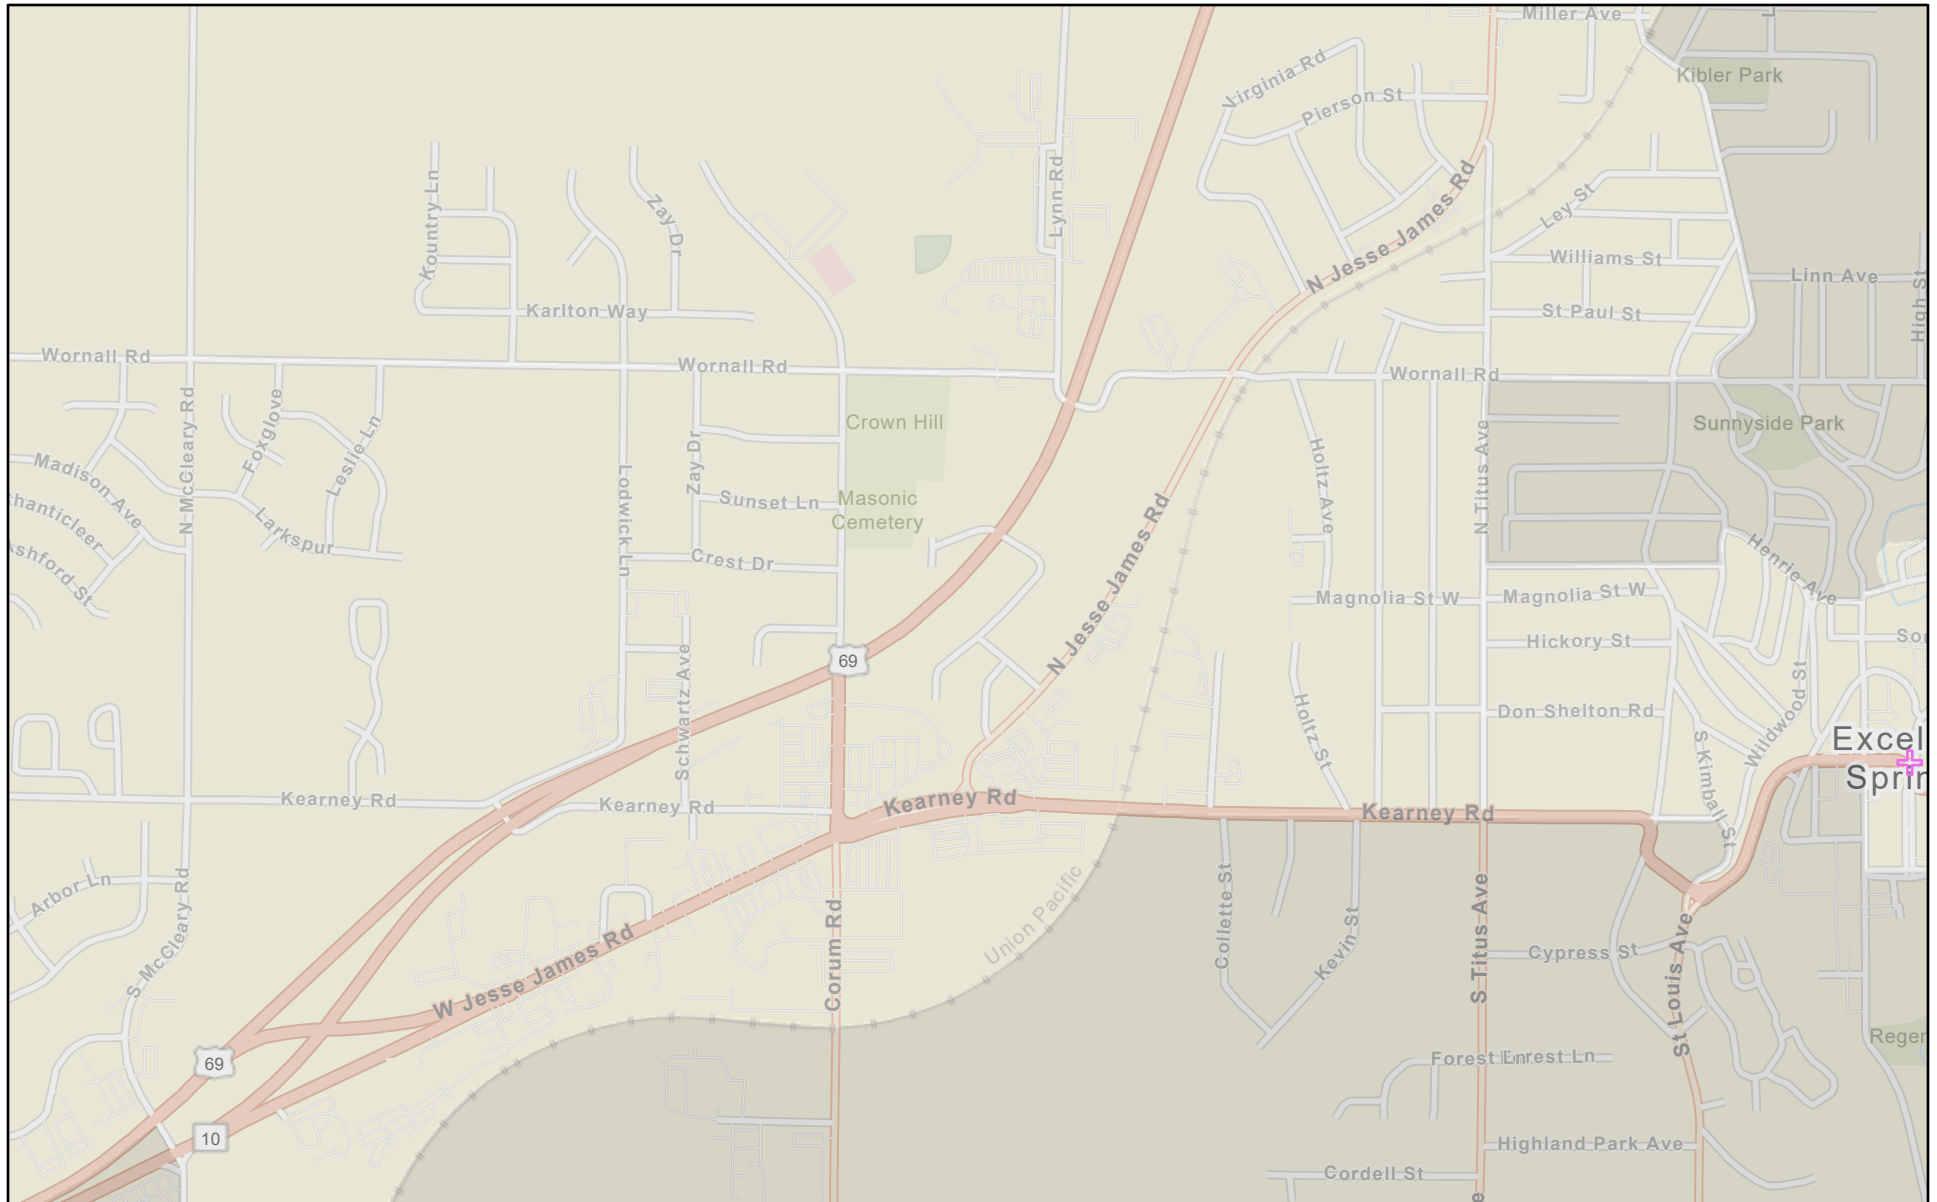 Miller Ave
Virginia Rd
Kibler Park
Pierson St
Lynn Rd
Kountry Ln
Zay Dr
Ley St
N Jesse James Rd
Williams St
Linn Ave
High St
Karlton Way
St Paul St
Wornall Rd
Wornall Rd
Wornall Rd
N McCleary Rd
Foxglove
Leslie Ln
Crown Hill
Sunnyside Park
Madison Ave
Zay Dr
Lodwick Ln
Holtz Ave
N Titus Ave
Sunset Ln
Masonic
Cemetery
hanticleer
Larkspur
N Jesse James Rd
Crest Dr
Henrie Ave
shford St
Magnolia St W
Magnolia St W
Hickory St
So
69
Schwartz Ave
Holtz St
Don Shelton Rd
Wildwood St
S Kimball St
Excel
Sprin
Kearney Rd
Kearney Rd
Kearney Rd
Kearney Rd
Arbor Ln
S McCleary Rd
Union Pacific
Collette St
Kevin St
W Jesse James Rd
Corum Rd
S Titus Ave
Cypress St
St Louis Ave
69
Forest Ln
Forest Ln
Regen
10
Highland Park Ave
Cordell St
e